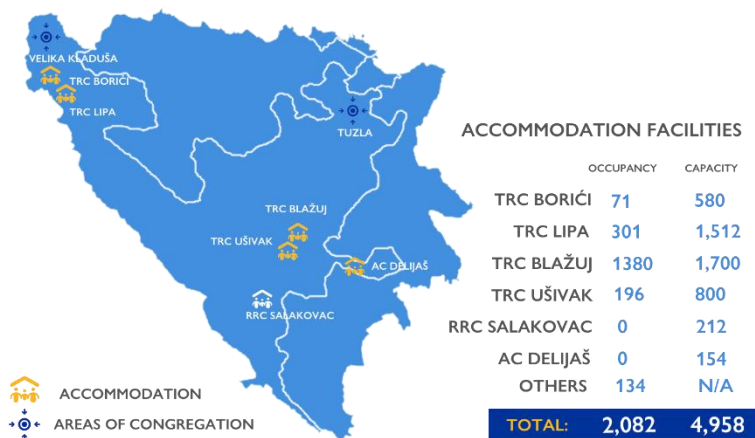 VELIKA KLADUŠA
TRC BORIĆI
TRC LIPA
TUZLA
TRC BLAŽUJ
TRC UŠIVAK
AC DELIJAŠ
RRC SALAKOVAC
ACCOMMODATION
AREAS OF CONGREGATION
ACCOMMODATION FACILITIES
OCCUPANCY CAPACITY
TRC BORIĆI 71 580
TRC LIPA 301 1,512
TRC BLAŽUJ 1380 1,700
TRC UŠIVAK 196 800
RRC SALAKOVAC 0 212
AC DELIJAŠ 0 154
OTHERS 134 N/A
TOTAL: 2,082 4,958